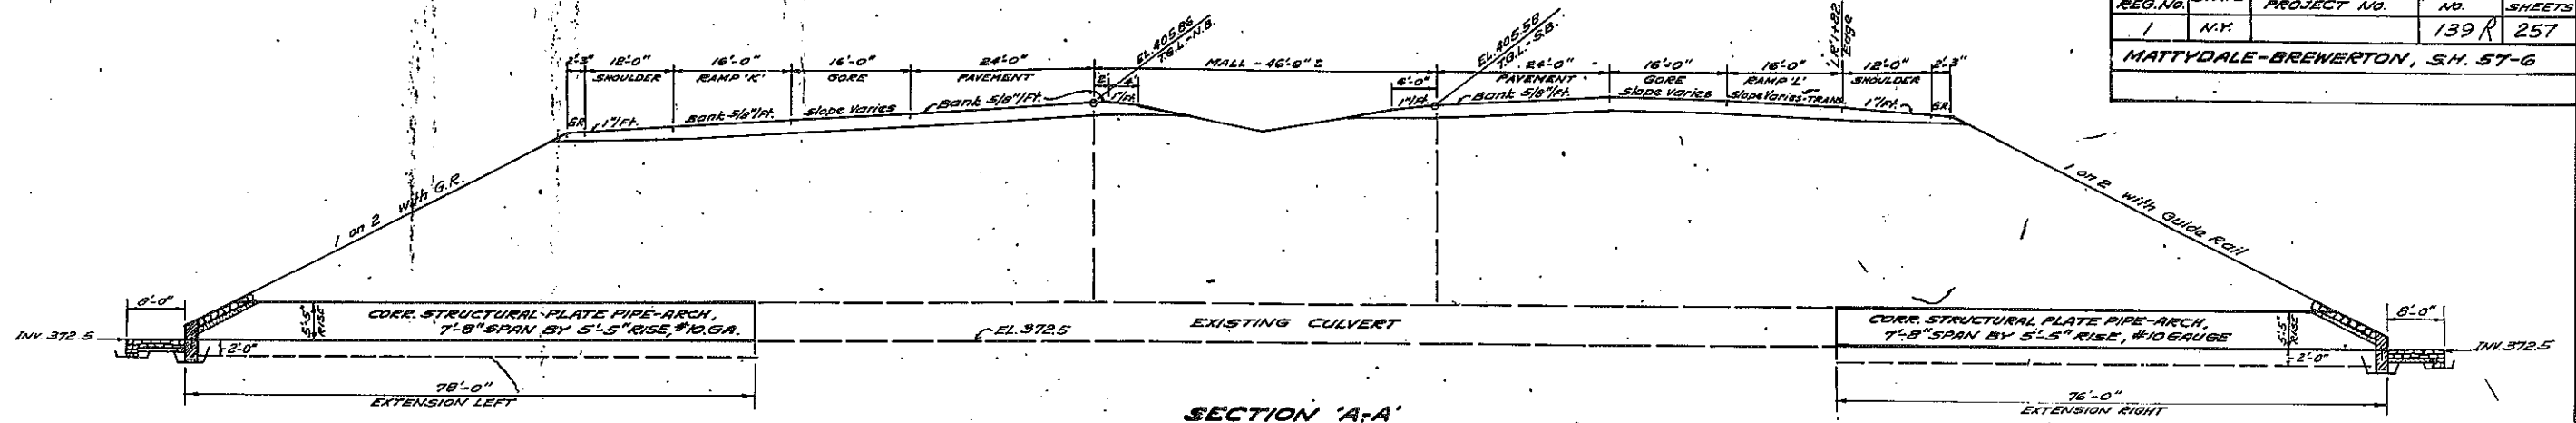 REG.NO. PROJECT NO. NO. SHEETS
1 N.Y. 139R 257
MATTYDALE-BREWERTON, S.H. 57-6
2'-3" 12'-0" 16'-0" 16'-0" 24'-0" MALL - 46'-0" ± 24'-0" 16'-0" 16'-0" 12'-0" 2'-3"
SHOULDER RAMP 'K' GORE PAVEMENT PAVEMENT GORE RAMP 'L' SHOULDER
EL. 405.86
T.G.L.-N.B.
EL. 405.58
T.G.L.-S.B.
Edge
GR. 1"/Ft. Bank 5/8"/Ft. Slope Varies Bank 5/8"/Ft. 4' 1"/Ft. 6'-0" 1"/Ft. Bank 5/8"/Ft. Slope Varies Slope Varies-TRANS. 1"/Ft. GR.
1 on 2 with G.R.
1 on 2 with Guide Rail
8'-0"
INV. 372.5
5'-5"
RISE
CORR. STRUCTURAL PLATE PIPE-ARCH,
7'-8" SPAN BY 5'-5" RISE, #10 GA.
2'-0"
EL. 372.5
EXISTING CULVERT
CORR. STRUCTURAL PLATE PIPE-ARCH,
7'-8" SPAN BY 5'-5" RISE, #10 GAUGE
5'-5"
RISE
2'-0"
8'-0"
INV. 372.5
78'-0"
EXTENSION LEFT
76'-0"
EXTENSION RIGHT
SECTION 'A-A'